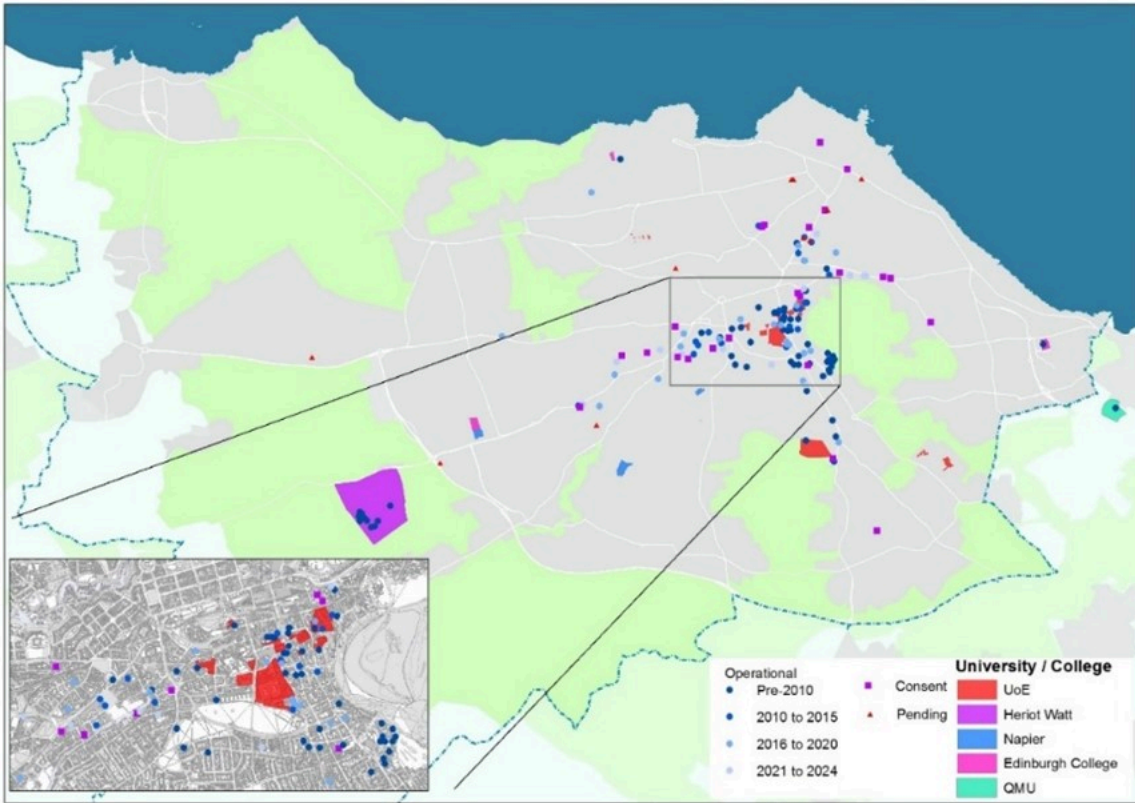 Operational
Pre-2010
2010 to 2015
2016 to 2020
2021 to 2024
Consent
Pending
University / College
UoE
Heriot Watt
Napier
Edinburgh College
QMU